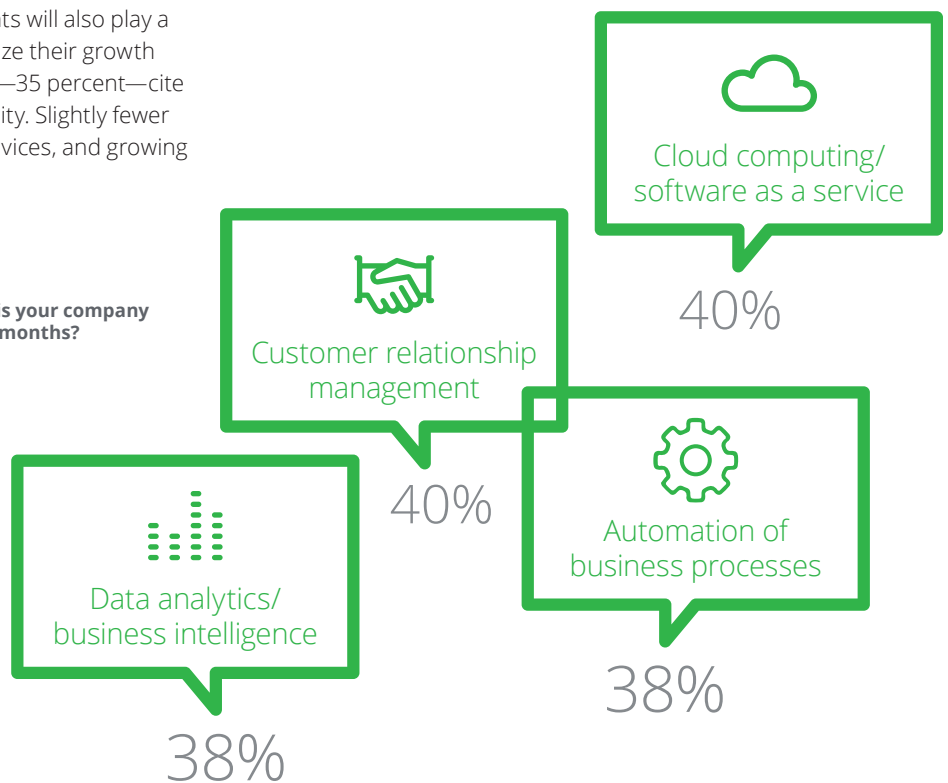 ts will also play a
ze their growth
—35 percent—cite
ity. Slightly fewer
vices, and growing
is your company
months?
Cloud computing/
software as a service
40%
Customer relationship
management
40%
Automation of
business processes
38%
Data analytics/
business intelligence
38%